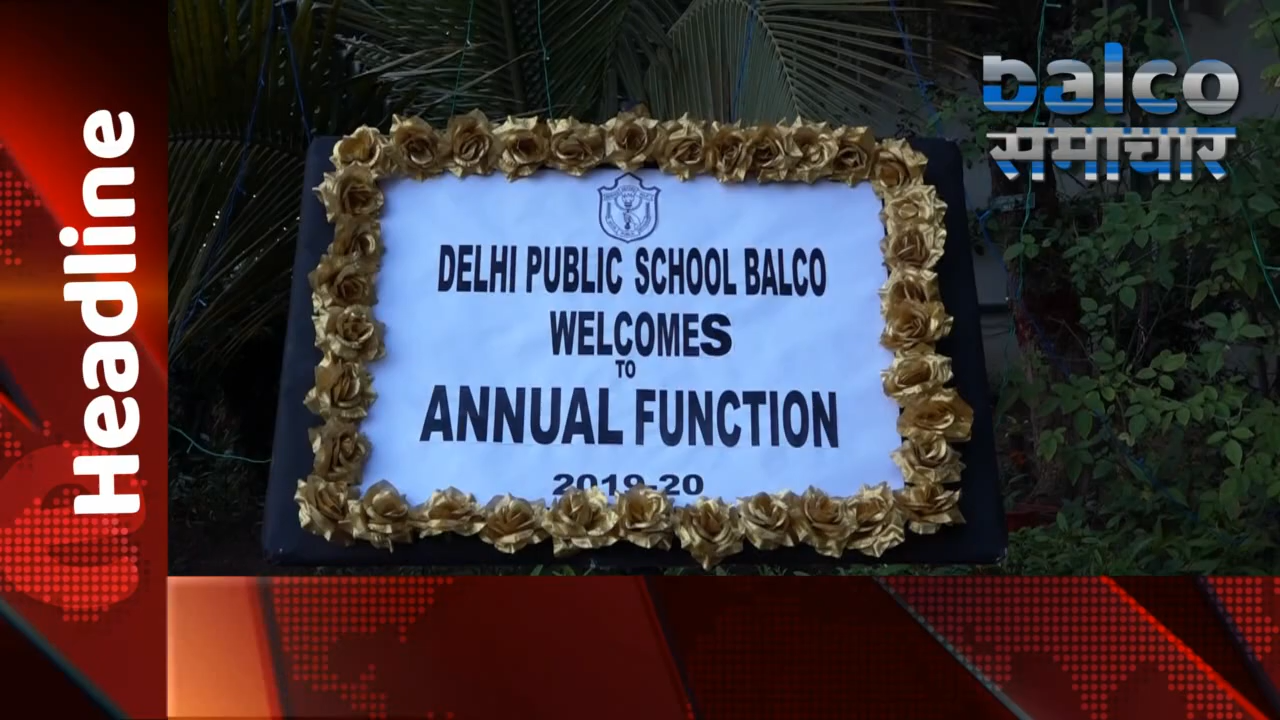 Headline
balco
समाचार
DELHI PUBLIC SCHOOL BALCO
WELCOMES
TO
ANNUAL FUNCTION
2019-20